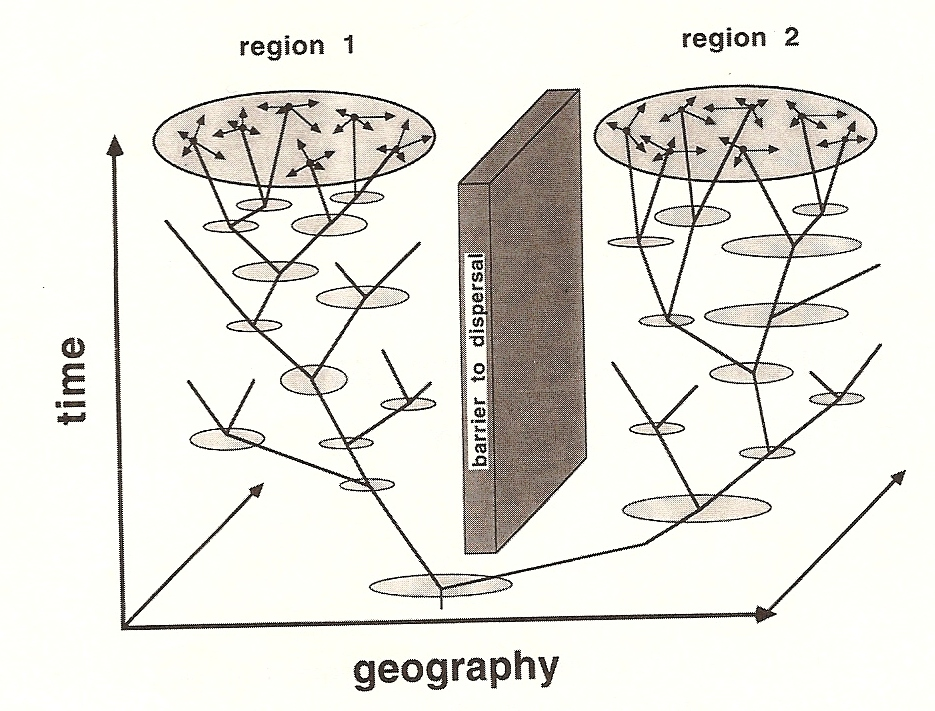 region 1
region 2
barrier to dispersal
time
geography